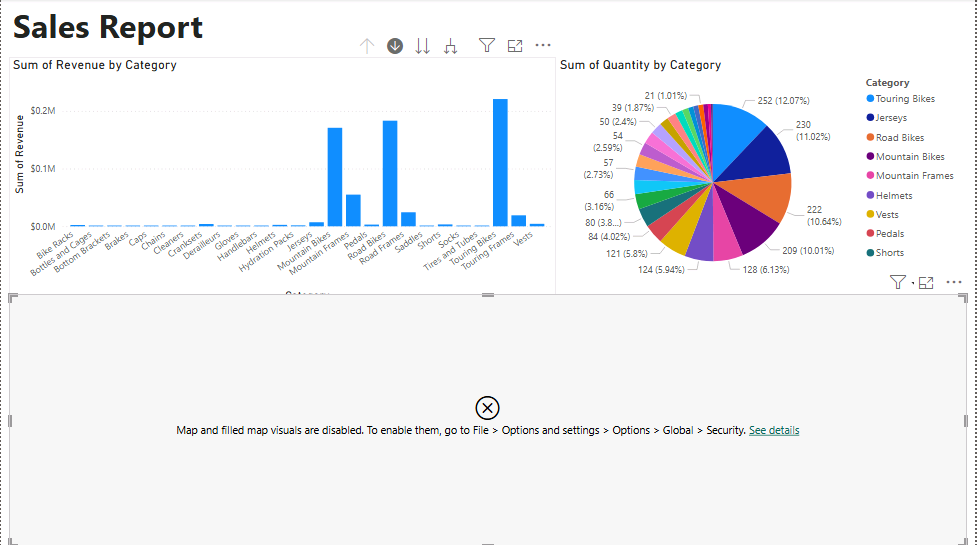 Sales Report
Sum of Revenue by Category
Sum of Revenue
$0.2M
$0.1M
$0.0M
Bike Racks
Bottles and Cages
Bottom Brackets
Brakes
Caps
Chains
Cleaners
Cranksets
Derailleurs
Gloves
Handlebars
Helmets
Hydration Packs
Jerseys
Mountain Bikes
Mountain Frames
Pedals
Road Bikes
Road Frames
Saddles
Shorts
Socks
Tires and Tubes
Touring Bikes
Touring Frames
Vests
Sum of Quantity by Category
252 (12.07%)
230
(11.02%)
222
(10.64%)
209 (10.01%)
128 (6.13%)
124 (5.94%)
121 (5.8%)
84 (4.02%)
80 (3.8...)
66
(3.16%)
57
(2.73%)
54
(2.59%)
50 (2.4%)
39 (1.87%)
21 (1.01%)
Category
Touring Bikes
Jerseys
Road Bikes
Mountain Bikes
Mountain Frames
Helmets
Vests
Pedals
Shorts
Map and filled map visuals are disabled. To enable them, go to File > Options and settings > Options > Global > Security. See details